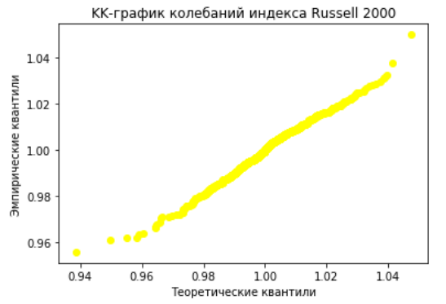 KK-график колебаний индекса Russell 2000
Эмпирические квантили
1.04
1.02
1.00
0.98
0.96
0.94 0.96 0.98 1.00 1.02 1.04
Теоретические квантили